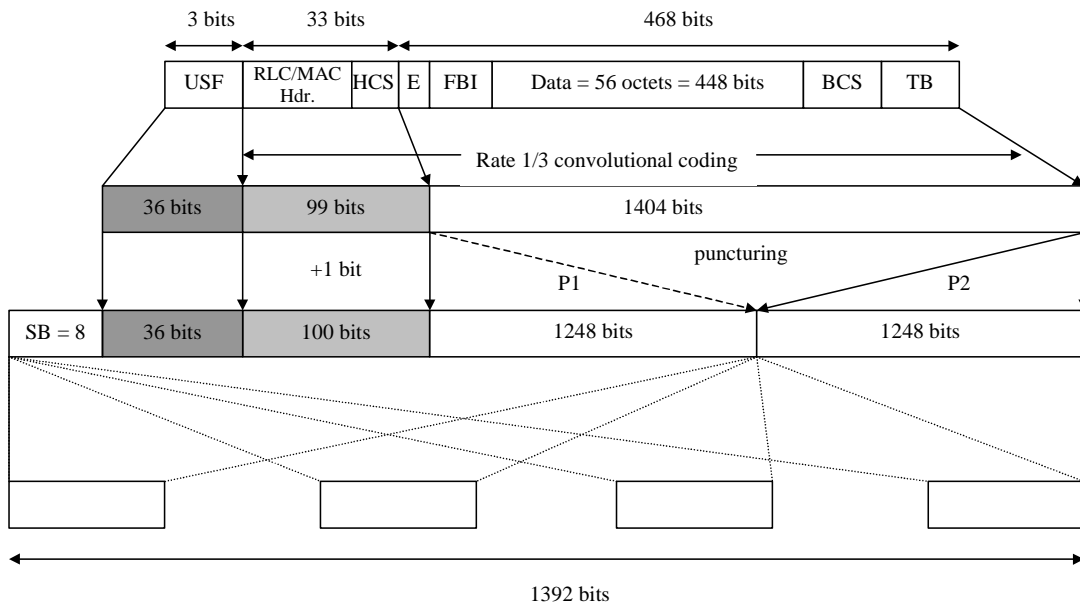 3 bits 33 bits 468 bits
USF RLC/MAC Hdr. HCS E FBI Data = 56 octets = 448 bits BCS TB
Rate 1/3 convolutional coding
36 bits 99 bits 1404 bits
+1 bit puncturing
P1 P2
SB = 8 36 bits 100 bits 1248 bits 1248 bits
1392 bits